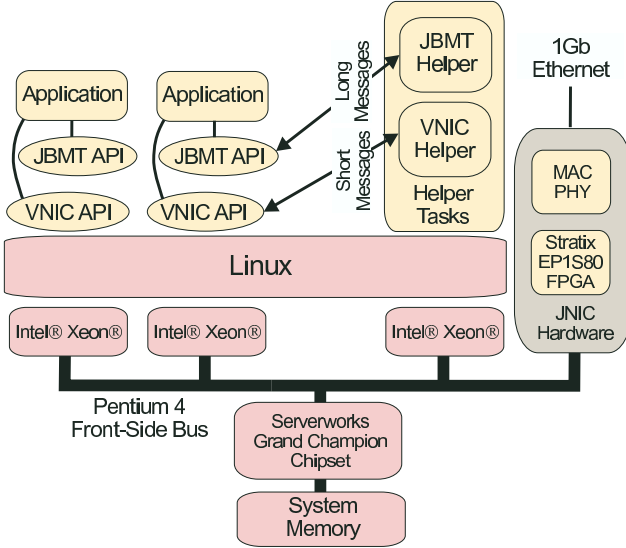 JBMT
Helper
1Gb
Ethernet
Long
Messages
Application
Application
VNIC
Helper
JBMT API
JBMT API
Short
Messages
MAC
PHY
VNIC API
VNIC API
Helper
Tasks
Stratix
EP1S80
FPGA
Linux
JNIC
Hardware
Intel® Xeon®
Intel® Xeon®
Intel® Xeon®
Pentium 4
Front-Side Bus
Serverworks
Grand Champion
Chipset
System
Memory